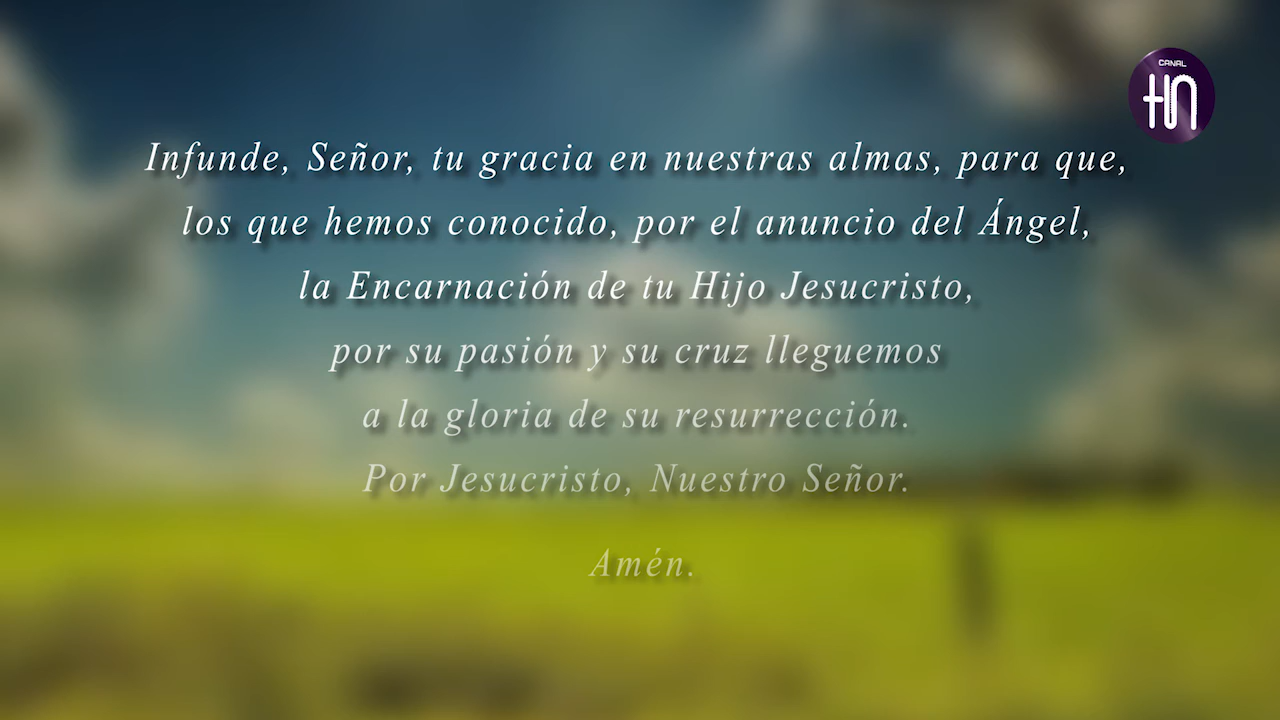 CANAL
HN
Infunde, Señor, tu gracia en nuestras almas, para que,
los que hemos conocido, por el anuncio del Ángel,
la Encarnación de tu Hijo Jesucristo,
por su pasión y su cruz lleguemos
a la gloria de su resurrección.
Por Jesucristo, Nuestro Señor.
Amén.